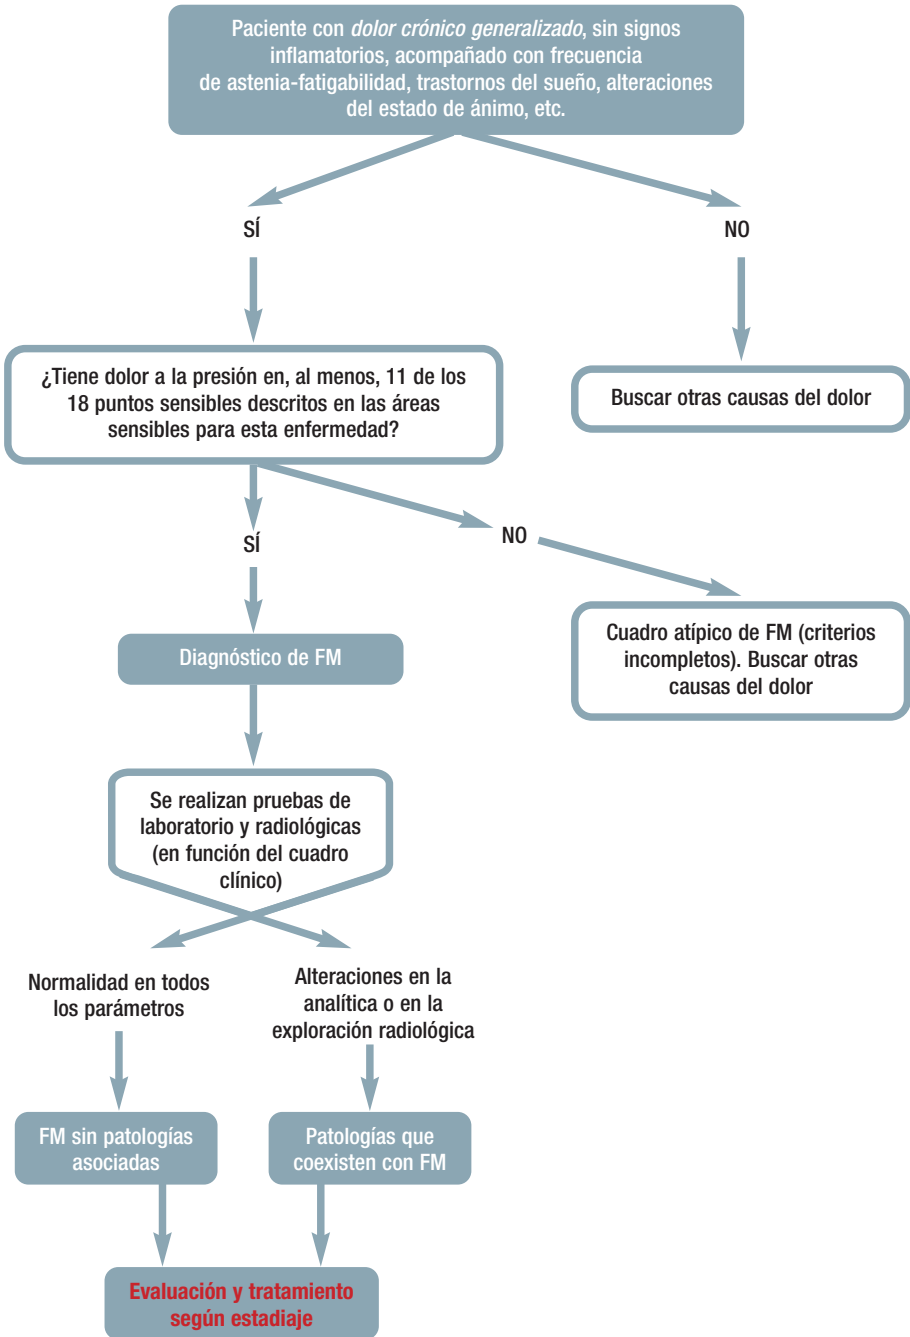 Paciente con dolor crónico generalizado, sin signos
inflamatorios, acompañado con frecuencia
de astenia-fatigabilidad, trastornos del sueño, alteraciones
del estado de ánimo, etc.
SÍ
NO
¿Tiene dolor a la presión en, al menos, 11 de los
18 puntos sensibles descritos en las áreas
sensibles para esta enfermedad?
Buscar otras causas del dolor
SÍ
NO
Diagnóstico de FM
Cuadro atípico de FM (criterios
incompletos). Buscar otras
causas del dolor
Se realizan pruebas de
laboratorio y radiológicas
(en función del cuadro
clínico)
Normalidad en todos
los parámetros
Alteraciones en la
analítica o en la
exploración radiológica
FM sin patologías
asociadas
Patologías que
coexisten con FM
Evaluación y tratamiento
según estadiaje